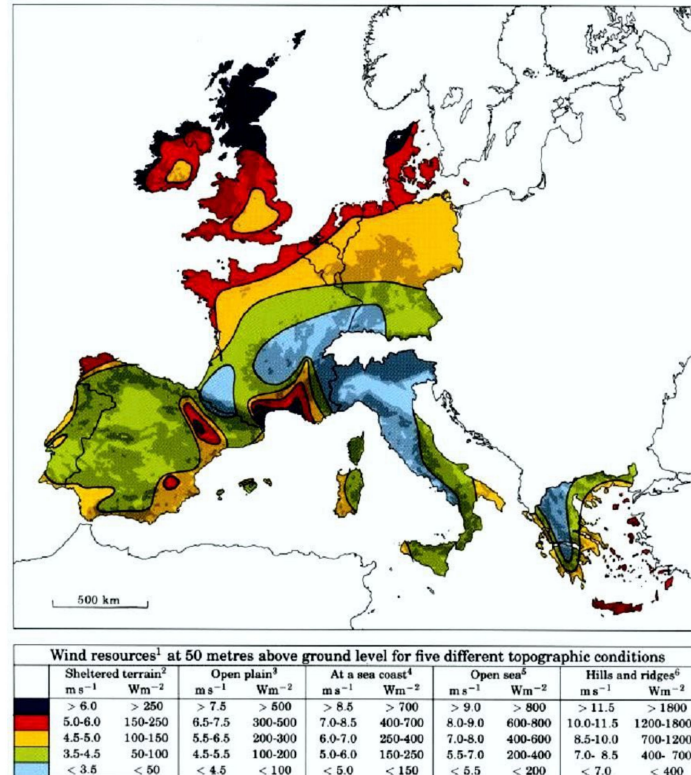 500 km
Wind resources¹ at 50 metres above ground level for five different topographic conditions
Sheltered terrain² Open plain³ At a sea coast⁴ Open sea⁵ Hills and ridges⁶
m s⁻¹ Wm⁻² m s⁻¹ Wm⁻² m s⁻¹ Wm⁻² m s⁻¹ Wm⁻² m s⁻¹ Wm⁻²
> 6.0 > 250 > 7.5 > 500 > 8.5 > 700 > 9.0 > 800 > 11.5 > 1800
5.0-6.0 150-250 6.5-7.5 300-500 7.0-8.5 400-700 8.0-9.0 600-800 10.0-11.5 1200-1800
4.5-5.0 100-150 5.5-6.5 200-300 6.0-7.0 250-400 7.0-8.0 400-600 8.5-10.0 700-1200
3.5-4.5 50-100 4.5-5.5 100-200 5.0-6.0 150-250 5.5-7.0 200-400 7.0- 8.5 400- 700
< 3.5 < 50 < 4.5 < 100 < 5.0 < 150 < 5.5 < 200 < 7.0 < 400